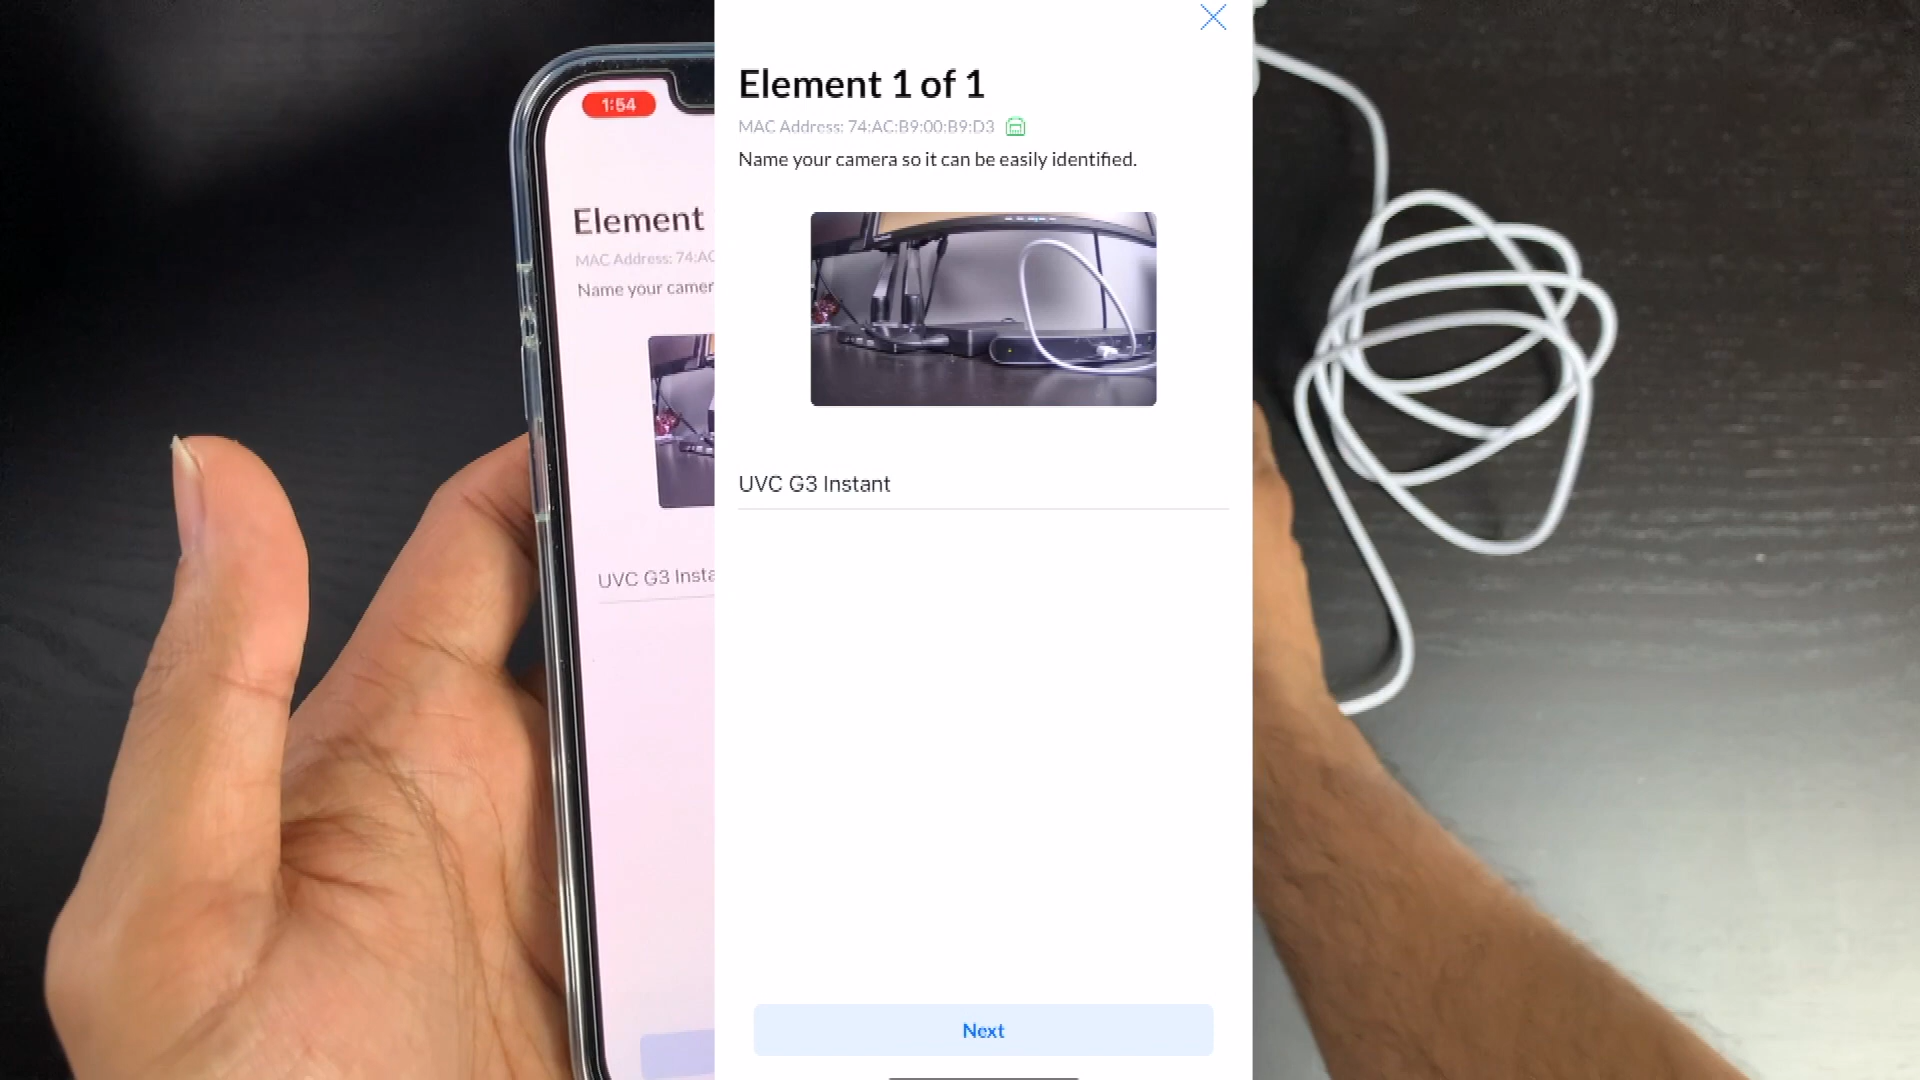 1:54
Element
MAC Address: 74:AC
Name your camer
UVC G3 Insta
Element 1 of 1
MAC Address: 74:AC:B9:00:B9:D3
Name your camera so it can be easily identified.
UVC G3 Instant
Next